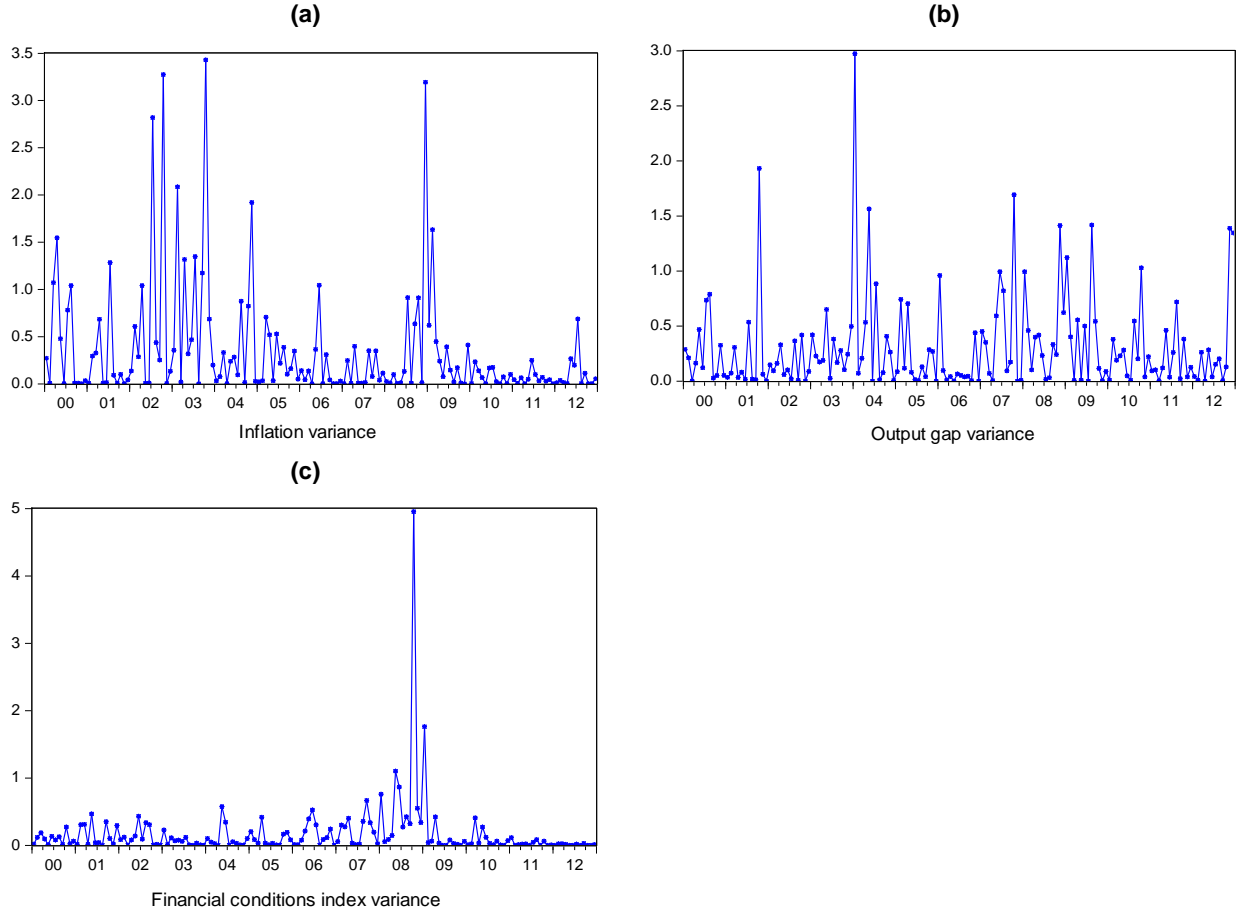 (a)
3.5
3.0
2.5
2.0
1.5
1.0
0.5
0.0
00 01 02 03 04 05 06 07 08 09 10 11 12
Inflation variance
(b)
3.0
2.5
2.0
1.5
1.0
0.5
0.0
00 01 02 03 04 05 06 07 08 09 10 11 12
Output gap variance
(c)
5
4
3
2
1
0
00 01 02 03 04 05 06 07 08 09 10 11 12
Financial conditions index variance